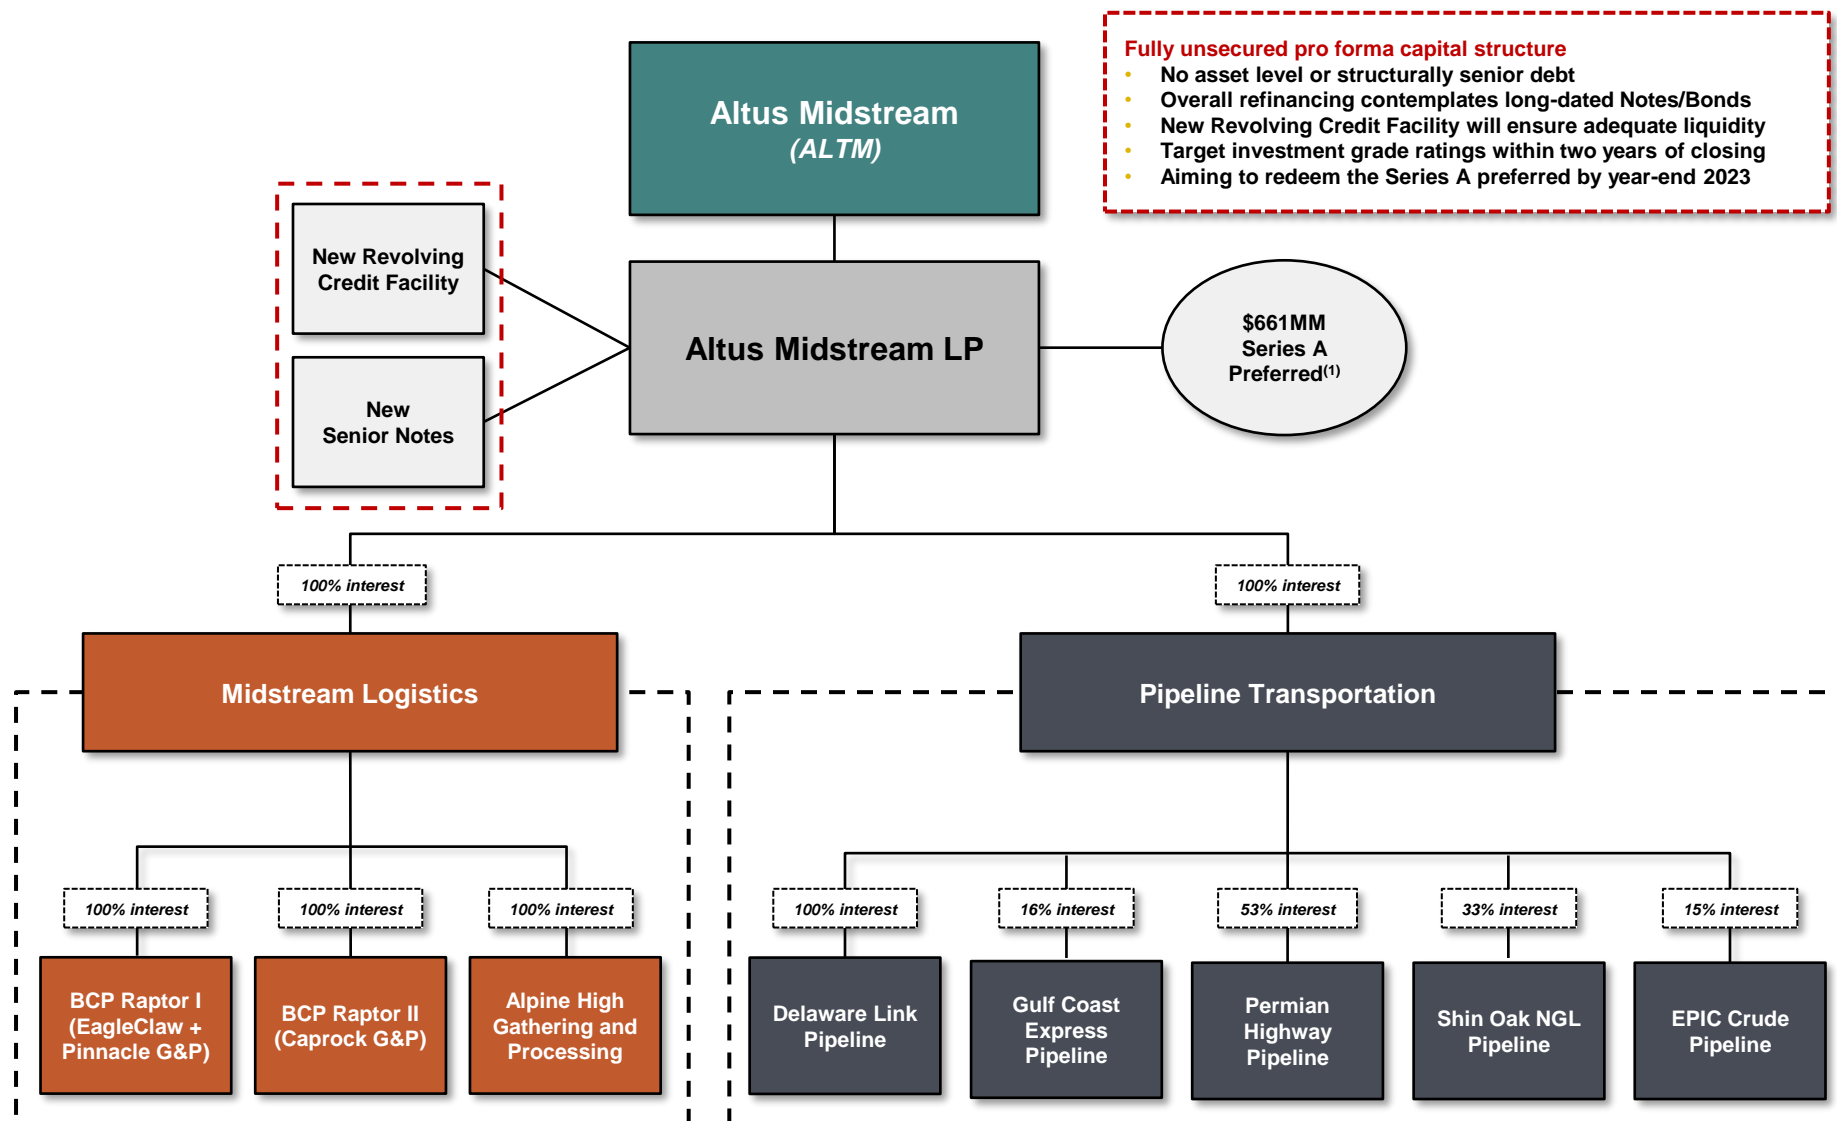 Fully unsecured pro forma capital structure
• No asset level or structurally senior debt
• Overall refinancing contemplates long-dated Notes/Bonds
• New Revolving Credit Facility will ensure adequate liquidity
• Target investment grade ratings within two years of closing
• Aiming to redeem the Series A preferred by year-end 2023
Altus Midstream
(ALTM)
New Revolving
Credit Facility
New
Senior Notes
Altus Midstream LP
$661MM
Series A
Preferred(1)
100% interest
100% interest
Midstream Logistics
Pipeline Transportation
100% interest
100% interest
100% interest
100% interest
16% interest
53% interest
33% interest
15% interest
BCP Raptor I
(EagleClaw +
Pinnacle G&P)
BCP Raptor II
(Caprock G&P)
Alpine High
Gathering and
Processing
Delaware Link
Pipeline
Gulf Coast
Express
Pipeline
Permian
Highway
Pipeline
Shin Oak NGL
Pipeline
EPIC Crude
Pipeline